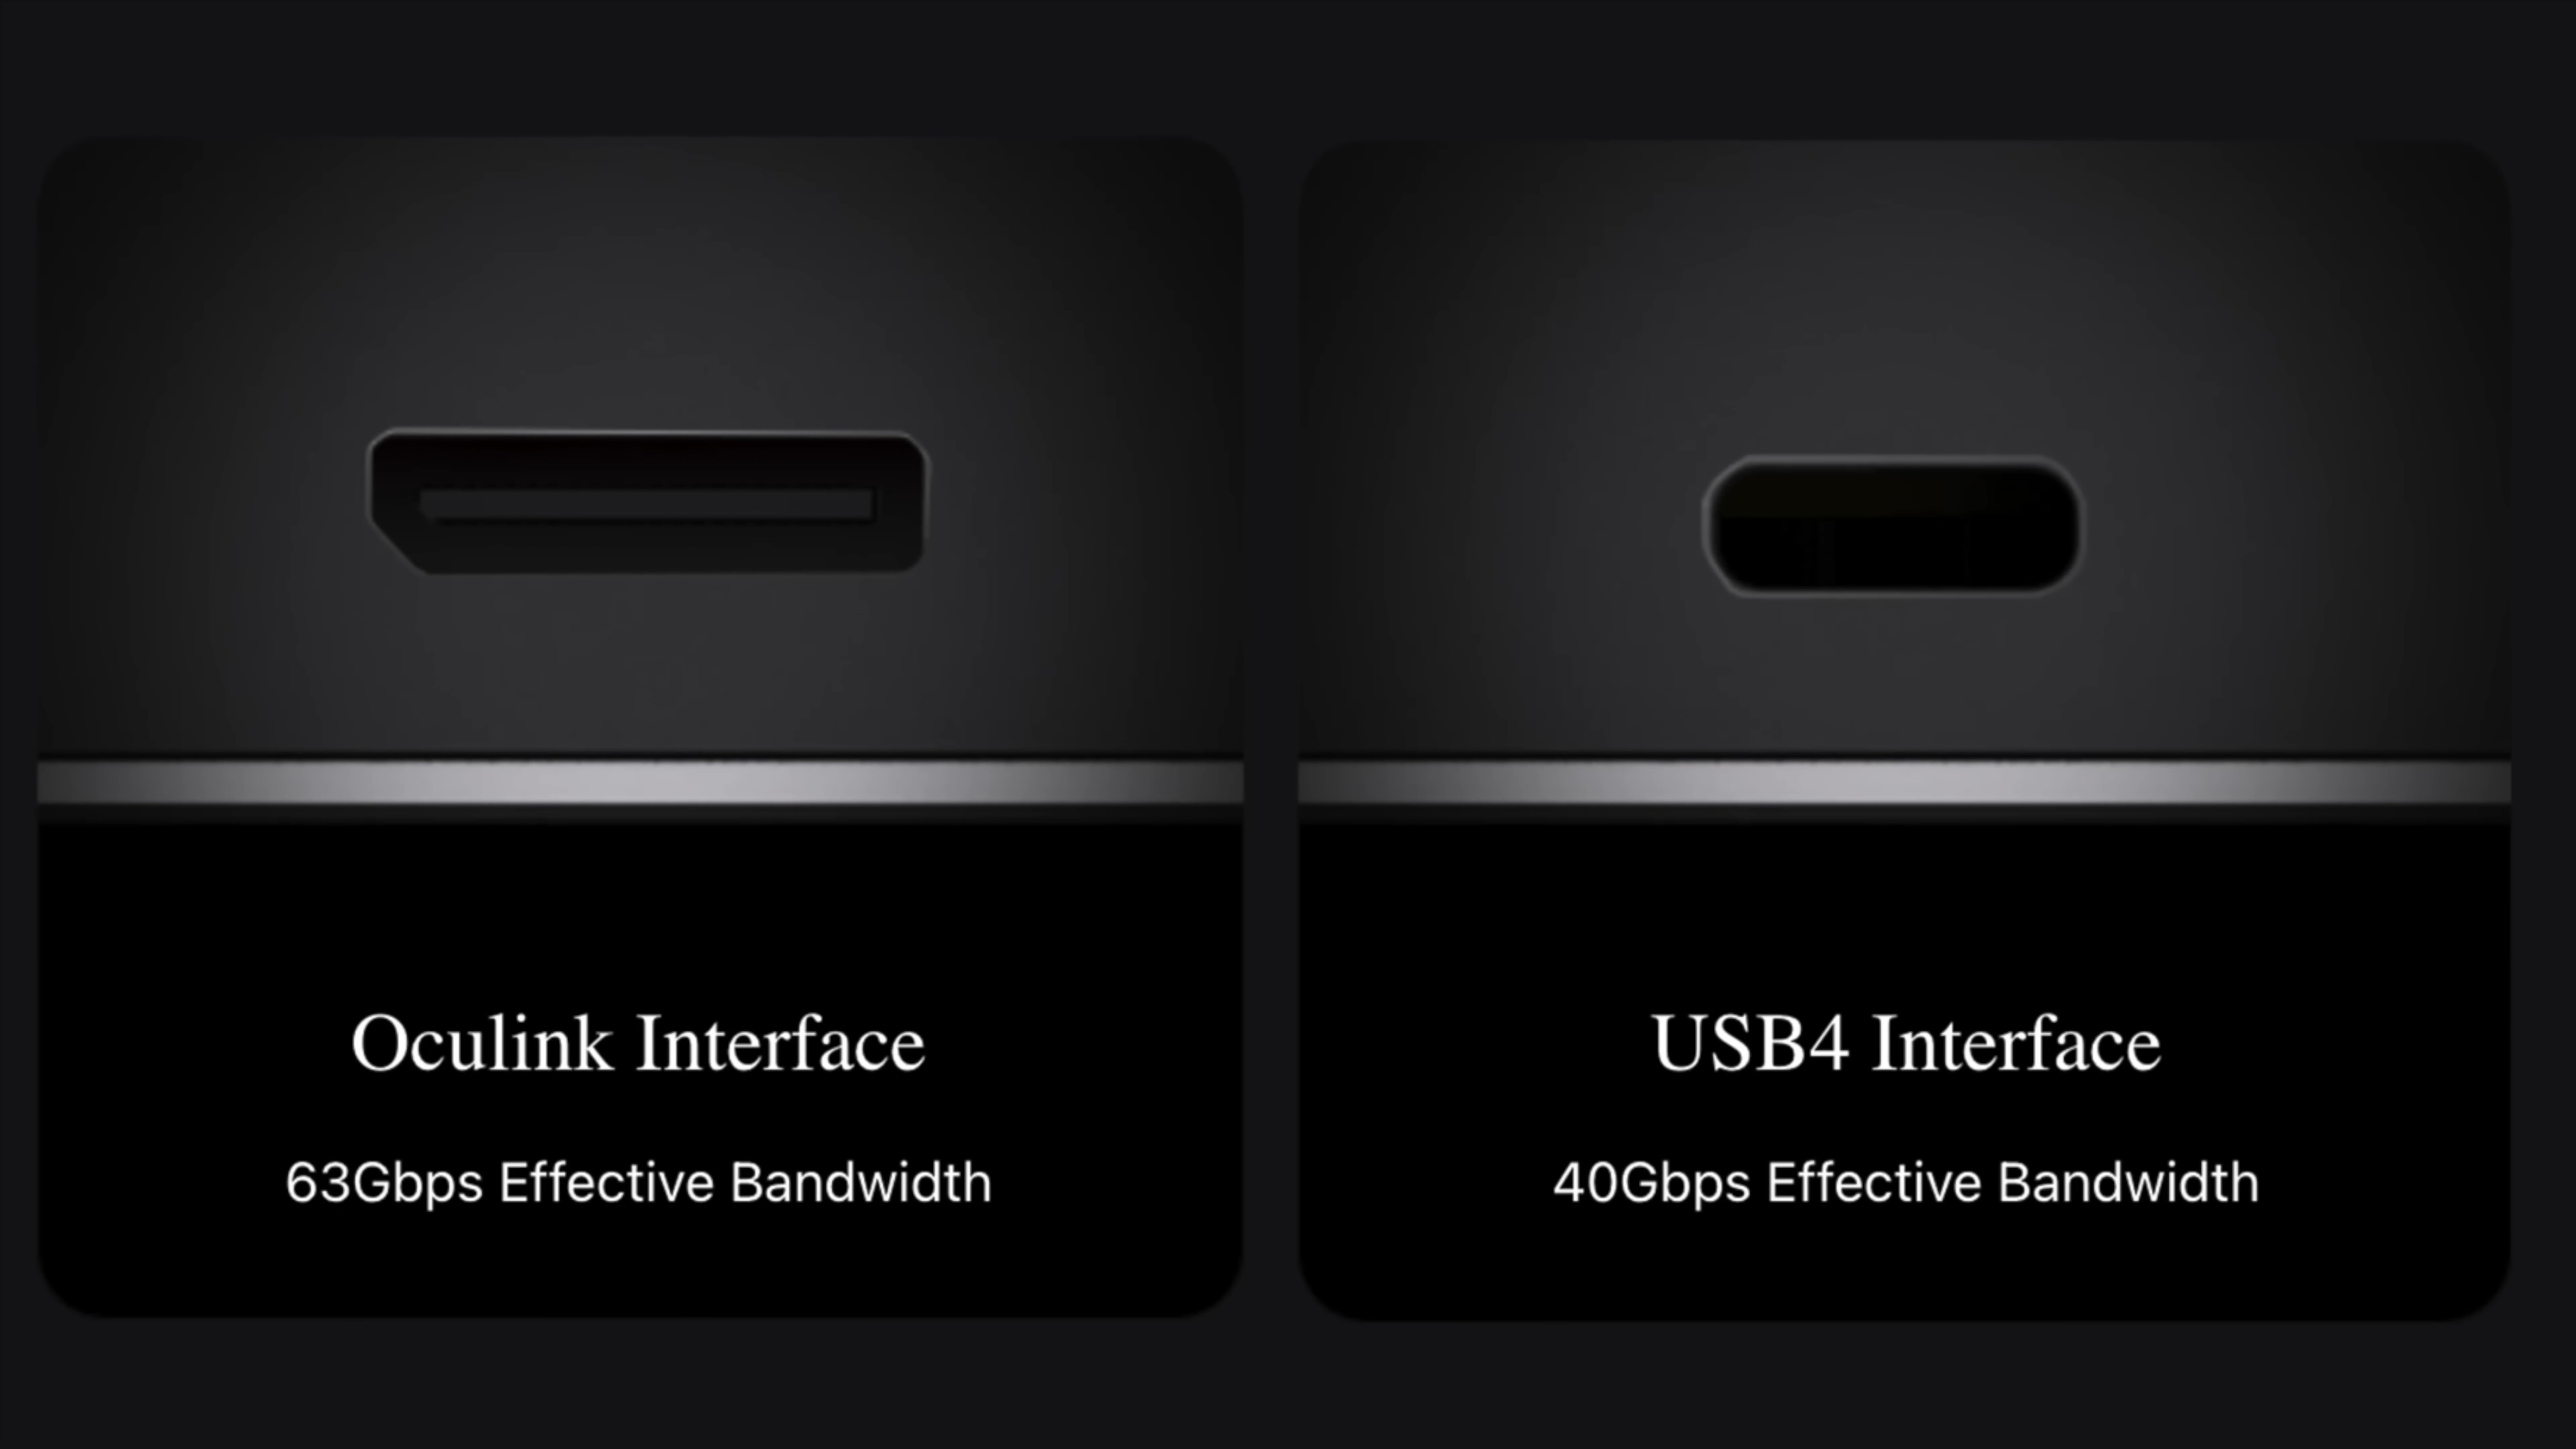 Oculink Interface
63Gbps Effective Bandwidth
USB4 Interface
40Gbps Effective Bandwidth